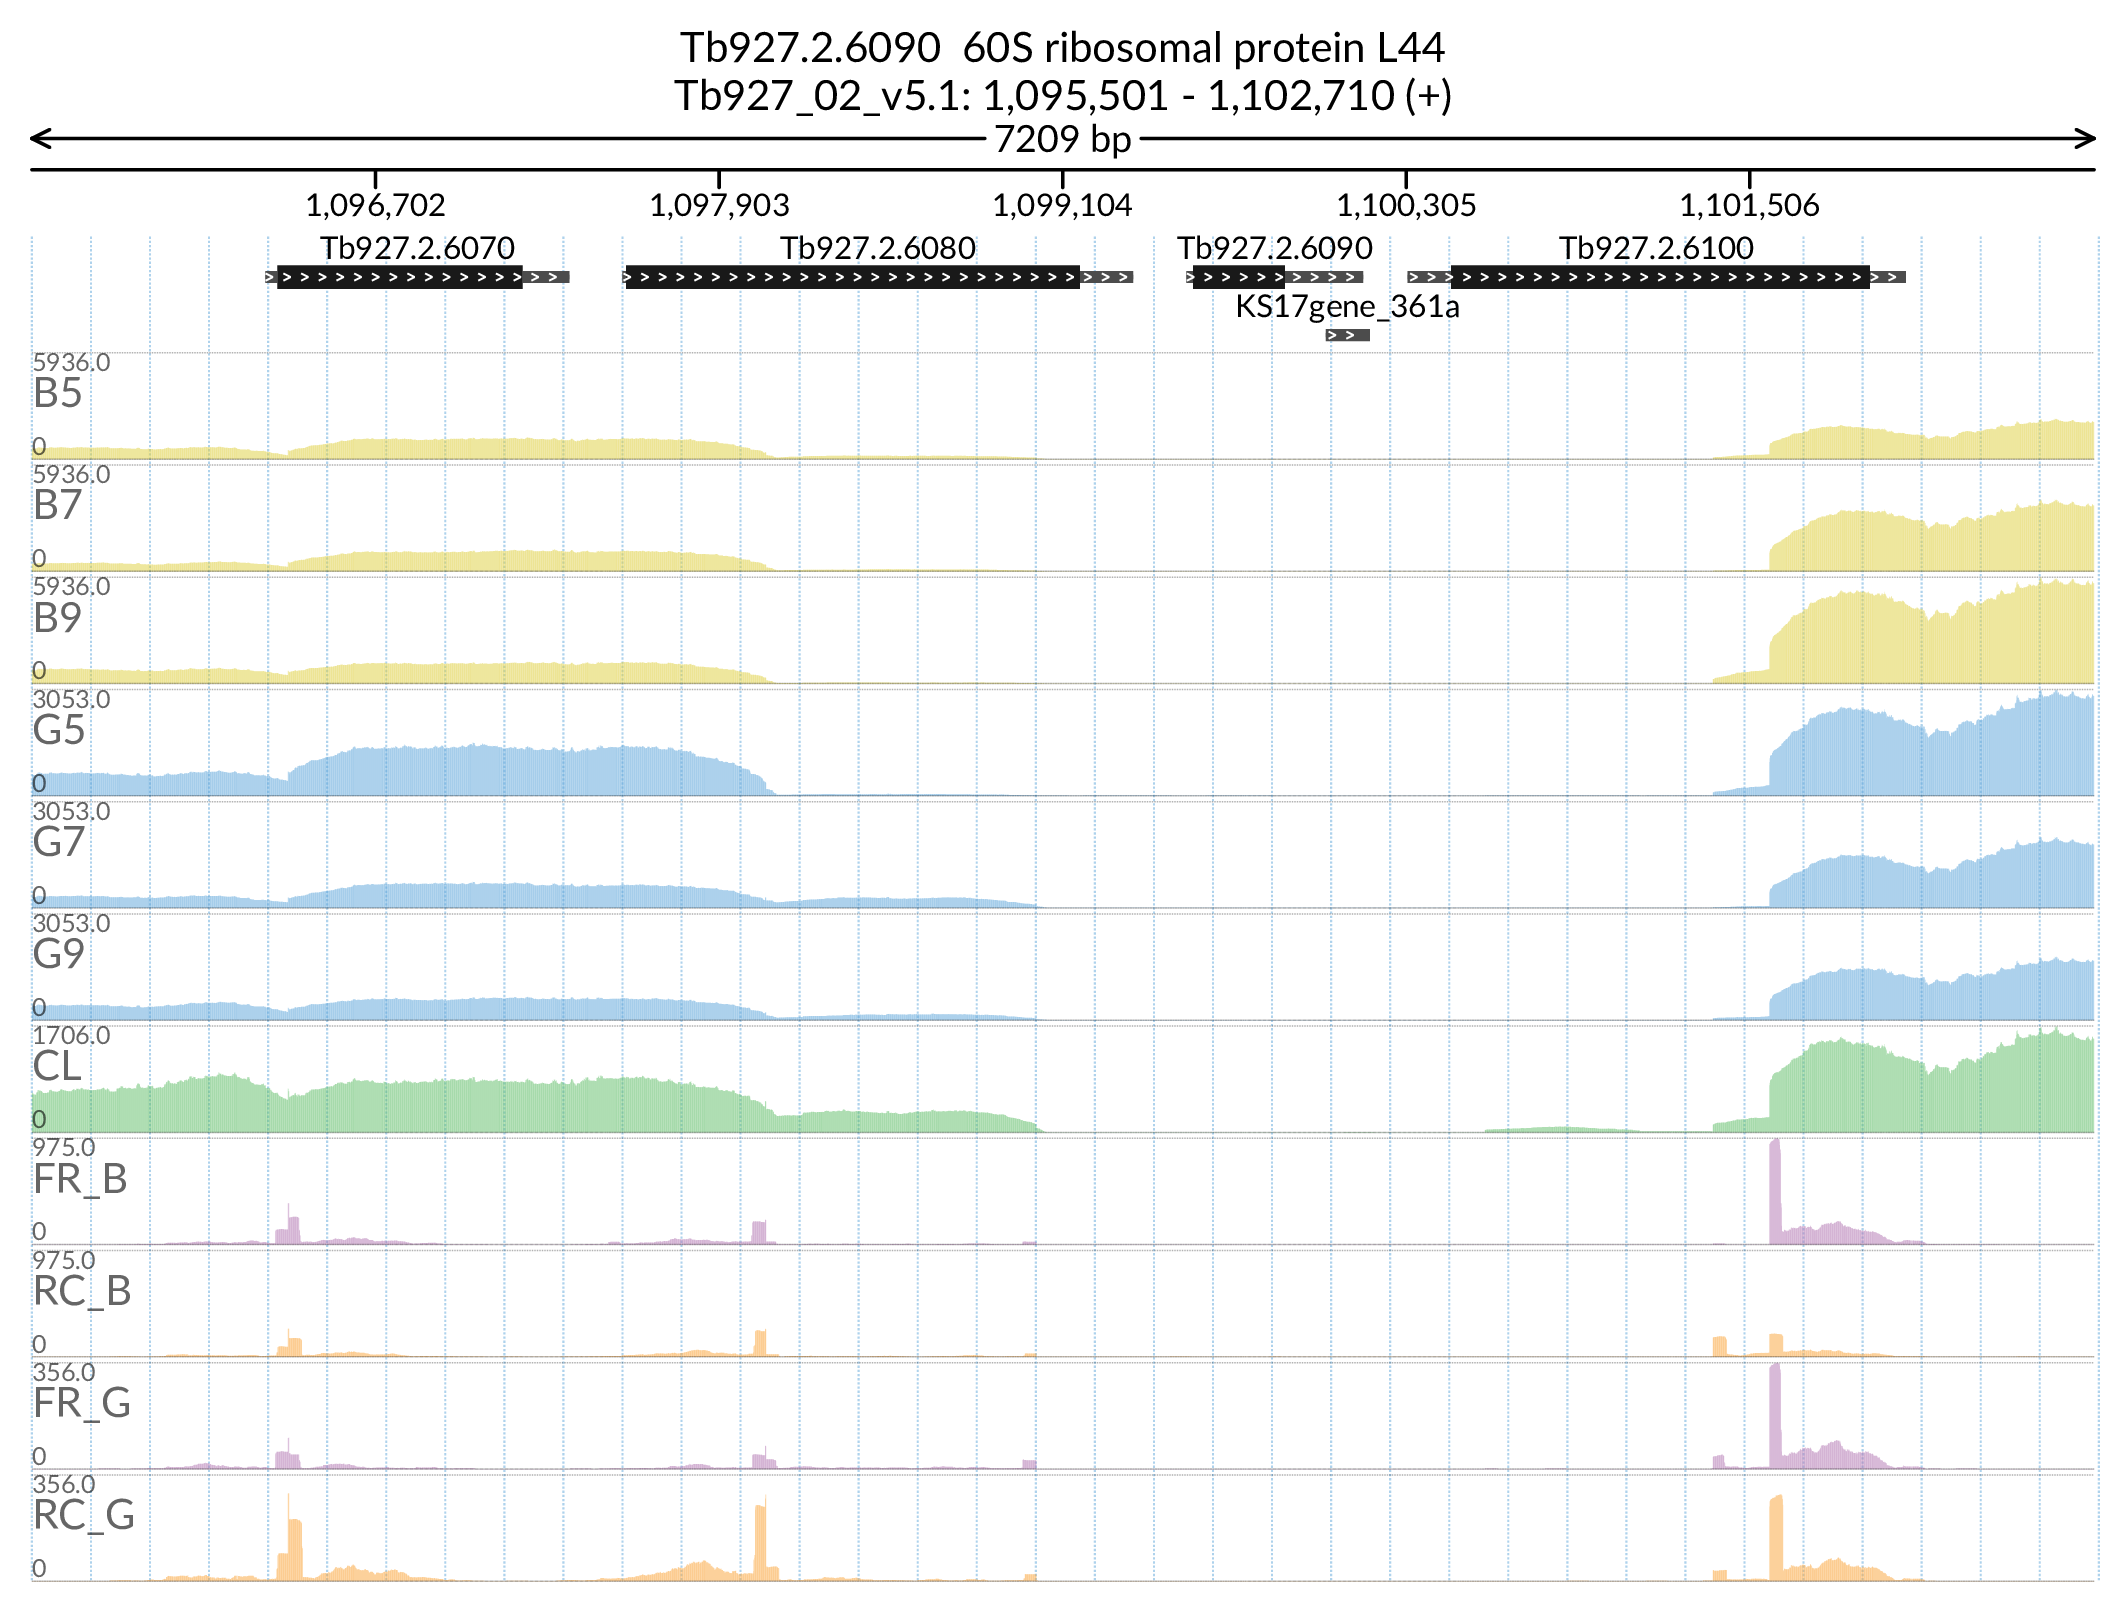 Tb927.2.6090  60S ribosomal protein L44
Tb927_02_v5.1: 1,095,501 - 1,102,710 (+)
7209 bp
1,096,702 1,097,903 1,099,104 1,100,305 1,101,506
Tb927.2.6070 Tb927.2.6080 Tb927.2.6090 Tb927.2.6100
KS17gene_361a
5936.0
B5
0
5936.0
B7
0
5936.0
B9
0
3053.0
G5
0
3053.0
G7
0
3053.0
G9
0
1706.0
CL
0
975.0
FR_B
0
975.0
RC_B
0
356.0
FR_G
0
356.0
RC_G
0